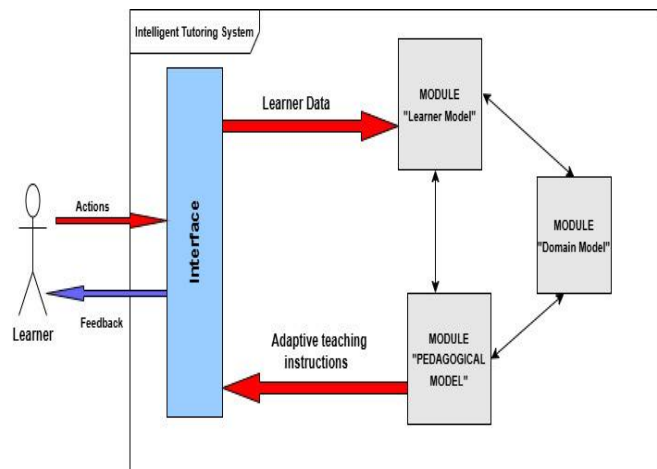 Intelligent Tutoring System
Learner Data
MODULE
"Learner Model"
Actions
Interface
MODULE
"Domain Model"
Learner
Feedback
Adaptive teaching
instructions
MODULE
"PEDAGOGICAL
MODEL"